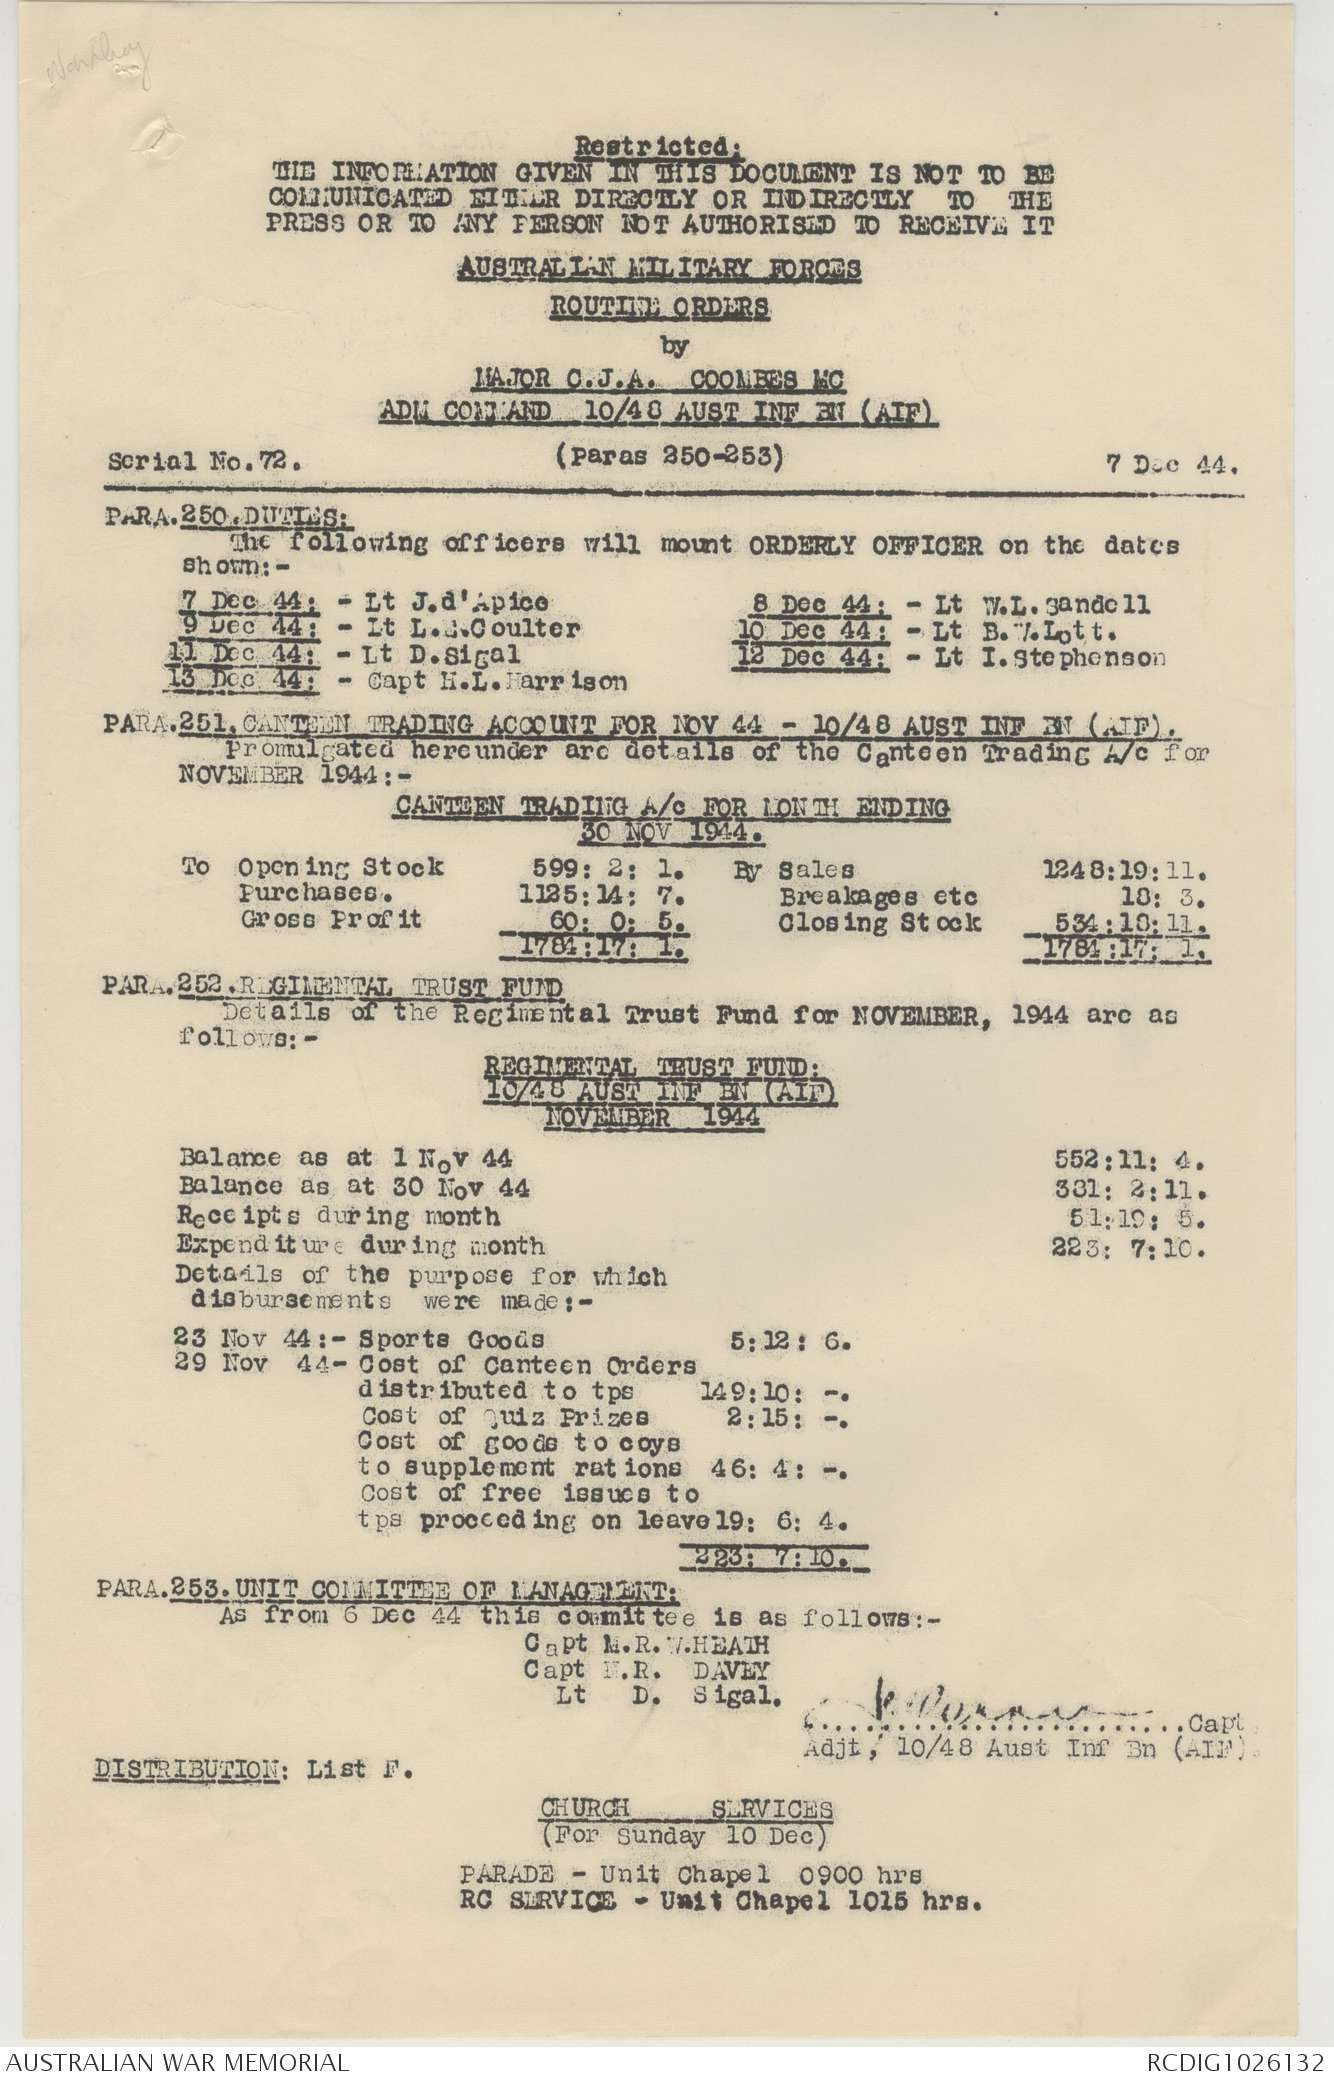 Restricted:
THE INFORMATION GIVEN IN THIS DOCUMENT IS NOT TO BE
COMMUNICATED EITHER DIRECTLY OR INDIRECTLY TO THE
PRESS OR TO ANY PERSON NOT AUTHORISED TO RECEIVE IT
AUSTRALIAN MILITARY FORCES
ROUTINE ORDERS
by
MAJOR C.J.A. COOMBES MC
ADM COMMAND 10/48 AUST INF BN (AIF)
Serial No.72. (Paras 250-253) 7 Dec 44.
PARA.250.DUTIES:
The following officers will mount ORDERLY OFFICER on the dates
shown:-
7 Dec 44: - Lt J.d'Apice 8 Dec 44: - Lt W.L.Sandell
9 Dec 44: - Lt L.E.Coulter 10 Dec 44: - Lt B.W.Lott.
11 Dec 44: - Lt D.Sigal 12 Dec 44: - Lt I.Stephenson
13 Dec 44: - Capt H.L.Harrison
PARA.251.CANTEEN TRADING ACCOUNT FOR NOV 44 - 10/48 AUST INF BN (AIF).
Promulgated hereunder are details of the Canteen Trading A/c for
NOVEMBER 1944:-
CANTEEN TRADING A/c FOR MONTH ENDING
30 NOV 1944.
To Opening Stock 599: 2: 1. By Sales 1248:19:11.
Purchases. 1125:14: 7. Breakages etc 18: 3.
Gross Profit 60: 0: 5. Closing Stock 534:18:11.
1784:17: 1. 1784:17: 1.
PARA.252.REGIMENTAL TRUST FUND
Details of the Regimental Trust Fund for NOVEMBER, 1944 are as
follows:-
REGIMENTAL TRUST FUND:
10/48 AUST INF BN (AIF)
NOVEMBER 1944
Balance as at 1 Nov 44 552:11: 4.
Balance as at 30 Nov 44 381: 2:11.
Receipts during month 51:19: 5.
Expenditure during month 223: 7:10.
Details of the purpose for which
disbursements were made:-
23 Nov 44:- Sports Goods 5:12: 6.
29 Nov 44- Cost of Canteen Orders
distributed to tps 149:10: -.
Cost of Quiz Prizes 2:15: -.
Cost of goods to coys
to supplement rations 46: 4: -.
Cost of free issues to
tps proceeding on leave19: 6: 4.
223: 7:10.
PARA.253.UNIT COMMITTEE OF MANAGEMENT:
As from 6 Dec 44 this committee is as follows:-
Capt M.R.W.HEATH
Capt R. DAVEY
Lt D. Sigal.
..........................Capt
Adjt, 10/48 Aust Inf Bn (AIF).
DISTRIBUTION: List F.
CHURCH SERVICES
(For Sunday 10 Dec)
PARADE - Unit Chapel 0900 hrs
RC SERVICE - Unit Chapel 1015 hrs.
AUSTRALIAN WAR MEMORIAL RCDIG1026132